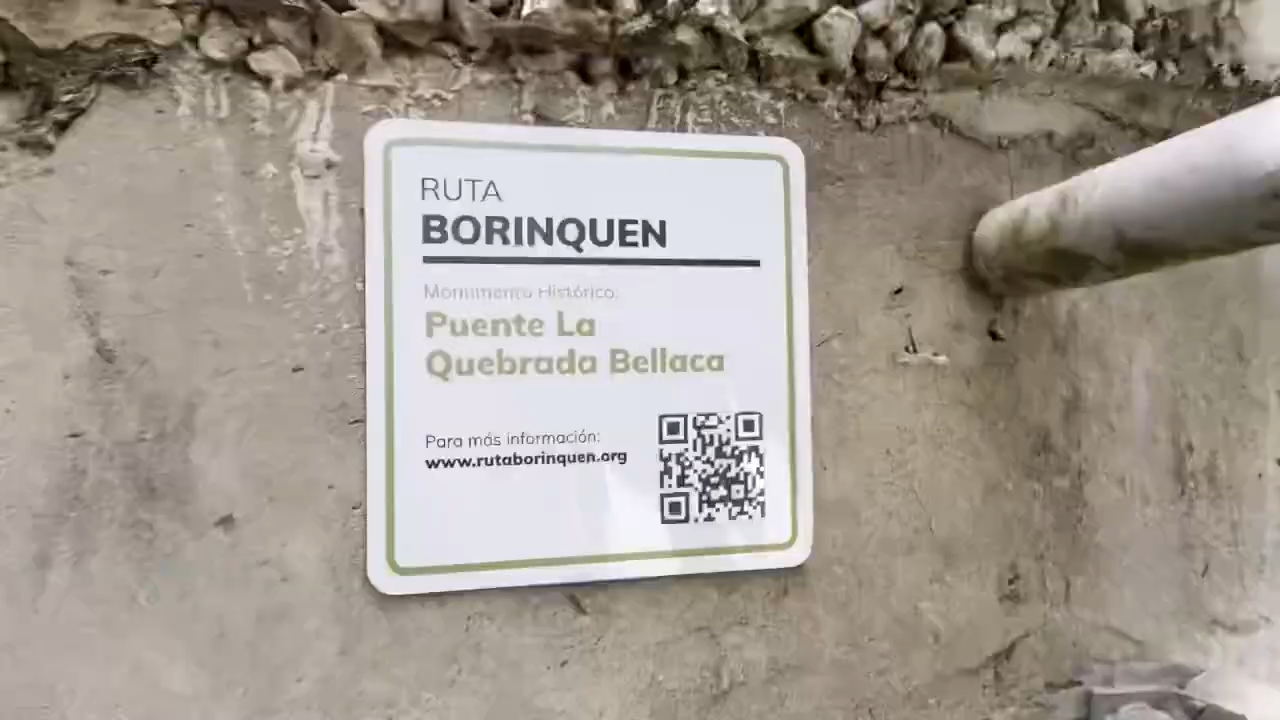 RUTA
BORINQUEN
Monumento Histórico:
Puente La
Quebrada Bellaca
Para más información:
www.rutaborinquen.org